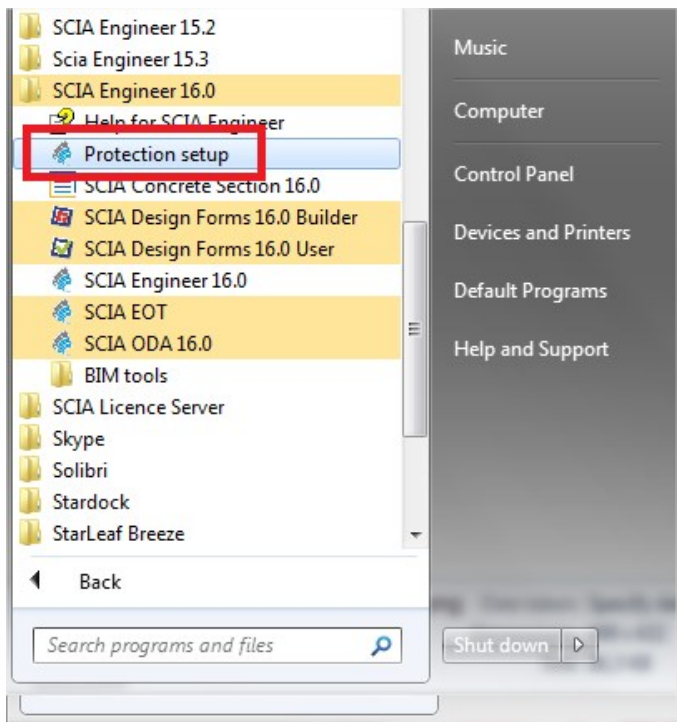 SCIA Engineer 15.2
Scia Engineer 15.3
SCIA Engineer 16.0
Help for SCIA Engineer
Protection setup
SCIA Concrete Section 16.0
SCIA Design Forms 16.0 Builder
SCIA Design Forms 16.0 User
SCIA Engineer 16.0
SCIA EOT
SCIA ODA 16.0
BIM tools
SCIA Licence Server
Skype
Solibri
Stardock
StarLeaf Breeze
Back
Search programs and files
Music
Computer
Control Panel
Devices and Printers
Default Programs
Help and Support
Shut down